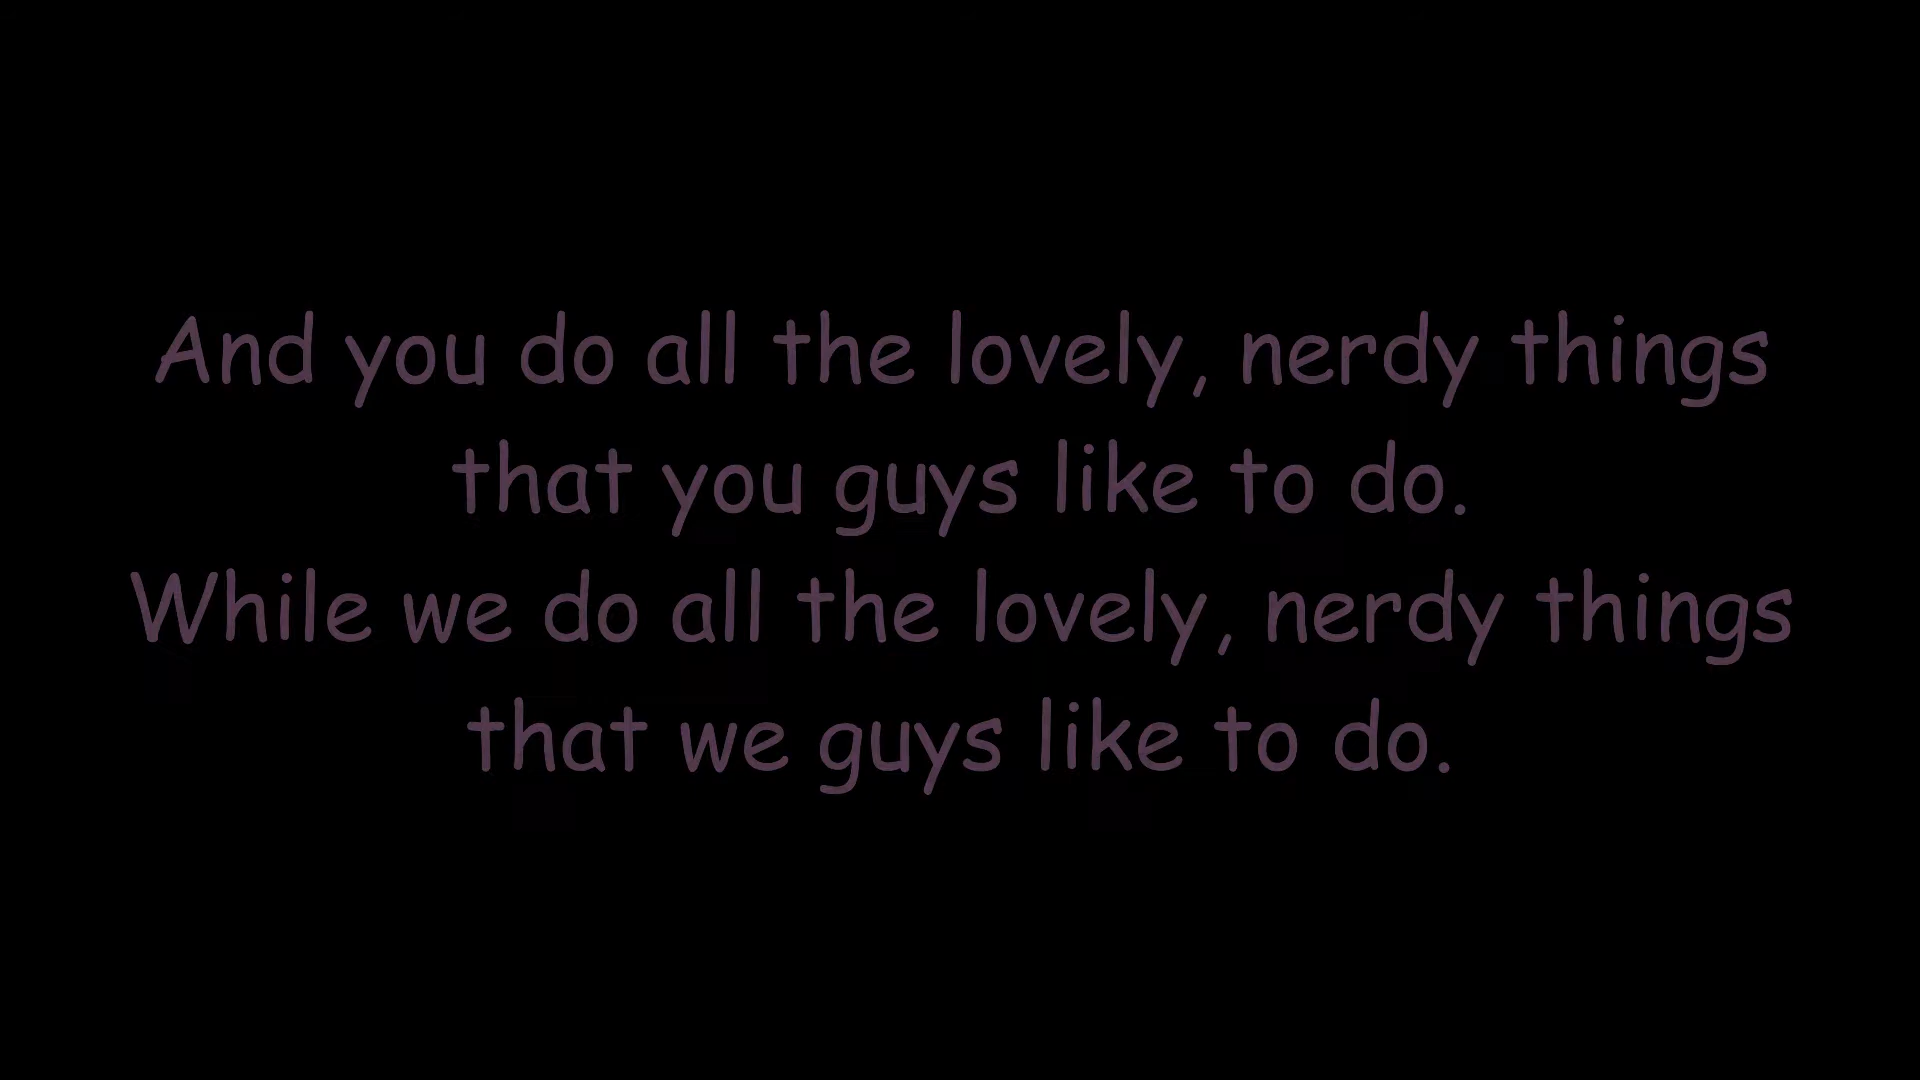 And you do all the lovely, nerdy things
that you guys like to do.
While we do all the lovely, nerdy things
that we guys like to do.